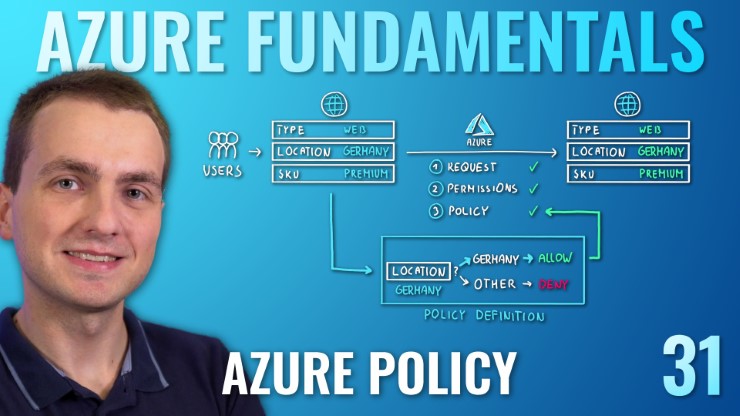 AZURE FUNDAMENTALS
TYPE WEB
LOCATION GERMANY
SKU PREMIUM
USERS
AZURE
1 REQUEST ✓
2 PERMISSIONS ✓
3 POLICY ✓
TYPE WEB
LOCATION GERMANY
SKU PREMIUM
LOCATION ?
GERMANY
GERMANY → ALLOW
OTHER → DENY
POLICY DEFINITION
AZURE POLICY
31